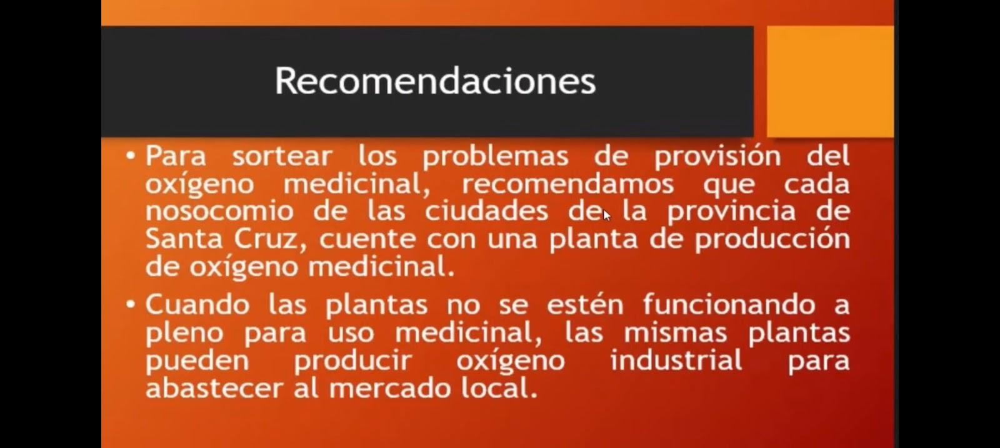 Recomendaciones
• Para sortear los problemas de provisión del
oxígeno medicinal, recomendamos que cada
nosocomio de las ciudades de la provincia de
Santa Cruz, cuente con una planta de producción
de oxígeno medicinal.
• Cuando las plantas no se estén funcionando a
pleno para uso medicinal, las mismas plantas
pueden producir oxígeno industrial para
abastecer al mercado local.